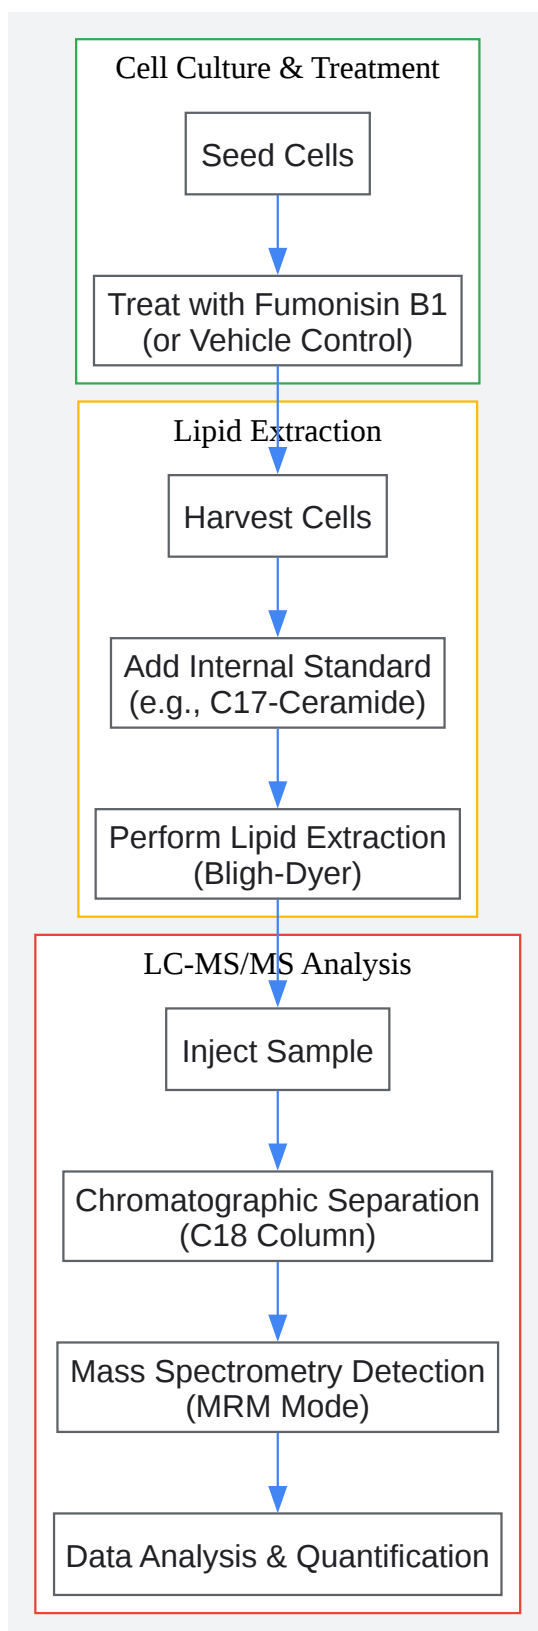 Cell Culture & Treatment
Seed Cells
Treat with Fumonisin B1
(or Vehicle Control)
Lipid Extraction
Harvest Cells
Add Internal Standard
(e.g., C17-Ceramide)
Perform Lipid Extraction
(Bligh-Dyer)
LC-MS/MS Analysis
Inject Sample
Chromatographic Separation
(C18 Column)
Mass Spectrometry Detection
(MRM Mode)
Data Analysis & Quantification